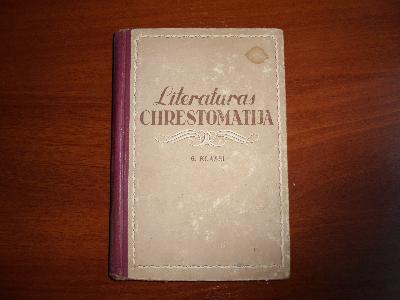 Literaturas
CHRESTOMATIJA
6. KLASEI